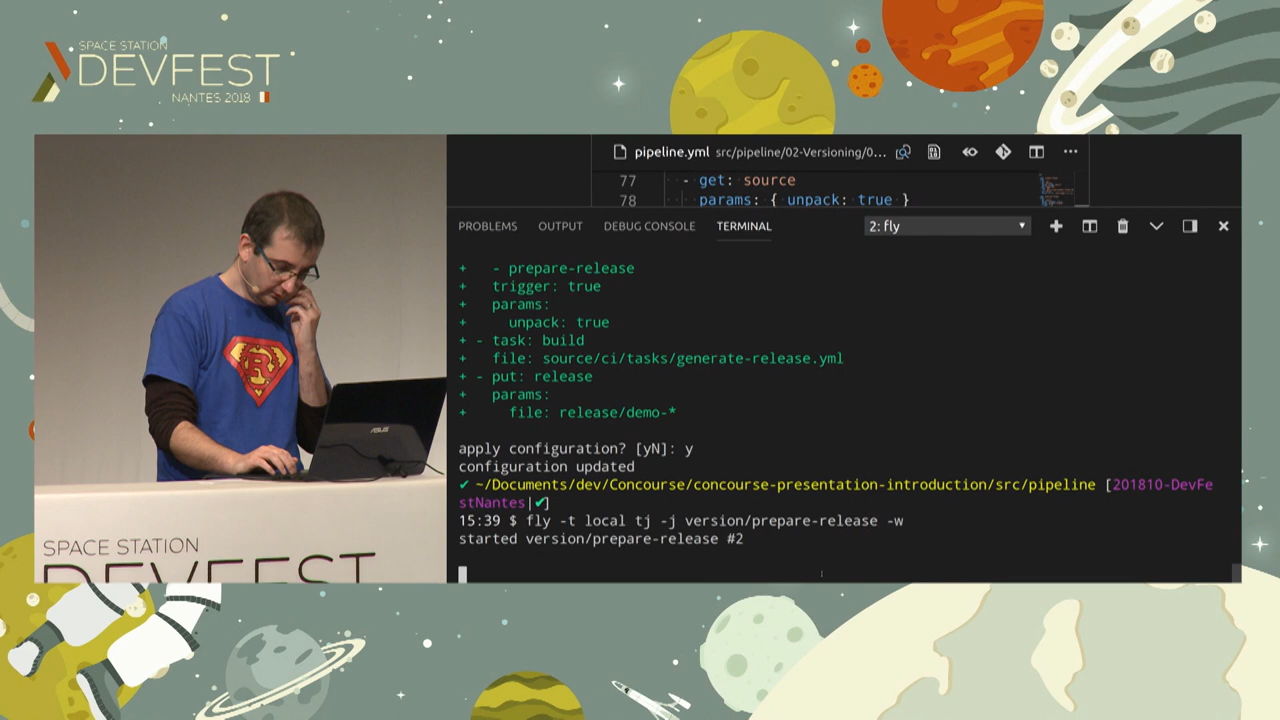 SPACE STATION
DEVFEST
NANTES 2018
pipeline.yml src/pipeline/02-Versioning/0...
77 - get: source
78 params: { unpack: true }
PROBLEMS OUTPUT DEBUG CONSOLE TERMINAL 2: fly
+ - prepare-release
+ trigger: true
+ params:
+ unpack: true
+ - task: build
+ file: source/ci/tasks/generate-release.yml
+ - put: release
+ params:
+ file: release/demo-*
apply configuration? [yN]: y
configuration updated
✔ ~/Documents/dev/Concourse/concourse-presentation-introduction/src/pipeline [201810-DevFe
stNantes|✔]
15:39 $ fly -t local tj -j version/prepare-release -w
started version/prepare-release #2
R
ASUS
SPACE STATION
DEVFEST